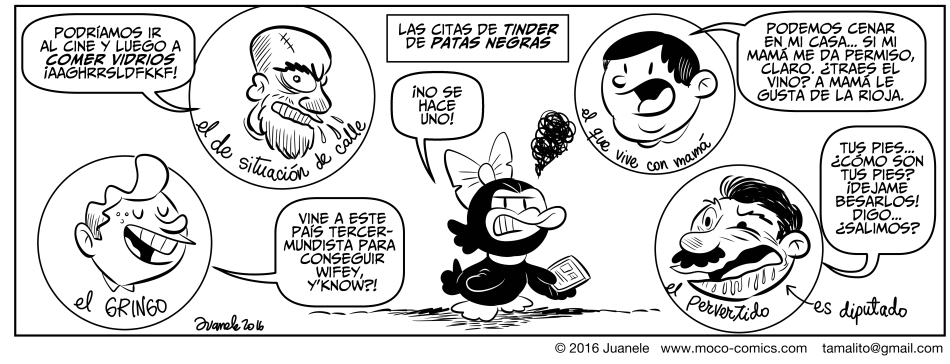 PODRÍAMOS IR
AL CINE Y LUEGO A
COMER VIDRIOS
¡AAGHRRSLDFKKF!
el de situación de calle
LAS CITAS DE TINDER
DE PATAS NEGRAS
¡NO SE
HACE
UNO!
PODRÍAMOS CENAR
EN MI CASA... SI MI
MAMÁ ME DA PERMISO,
CLARO. ¿TRAES EL
VINO? A MAMÁ LE
GUSTA DE LA RIOJA.
el que vive con mamá
el GRINGO
VINE A ESTE
PAÍS TERCER-
MUNDISTA PARA
CONSEGUIR
WIFEY,
Y'KNOW?!
TUS PIES...
¿CÓMO SON
TUS PIES?
¡DEJAME
BESARLOS!
DIGO...
¿SALIMOS?
el pervertido
es diputado
Juanele 2016
© 2016 Juanele www.moco-comics.com tamalito@gmail.com